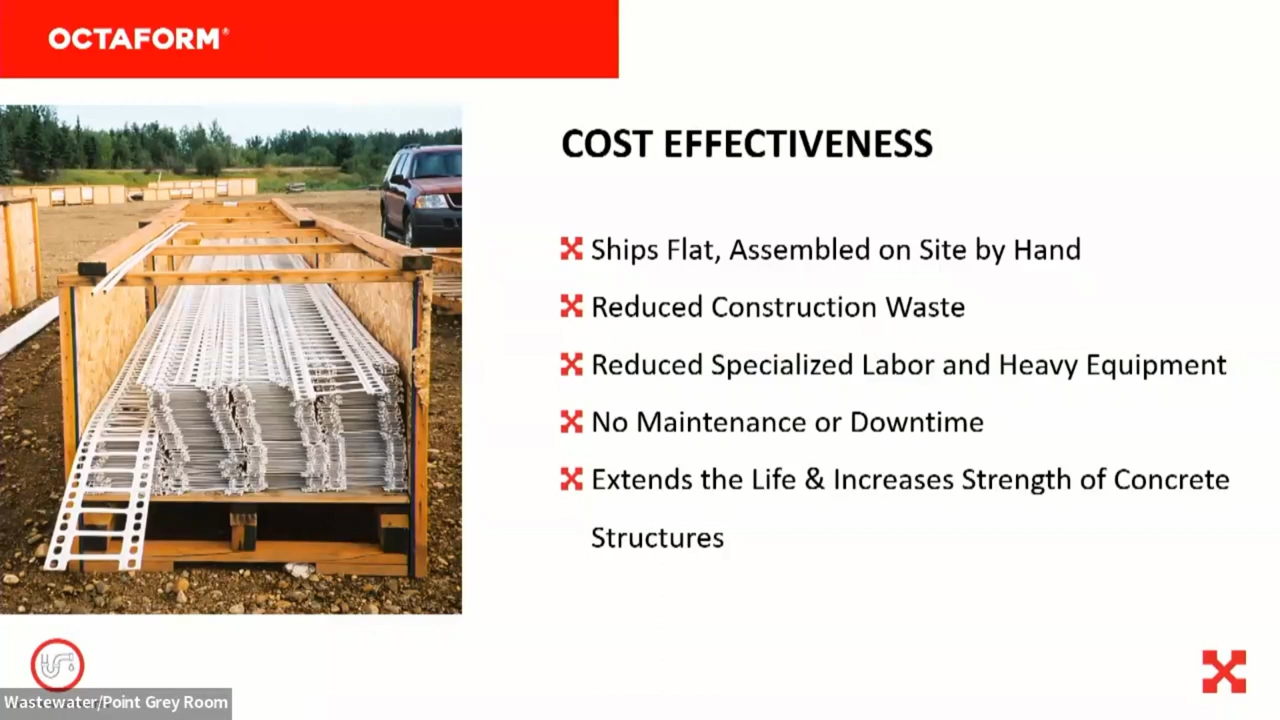 OCTAFORM®
COST EFFECTIVENESS
Ships Flat, Assembled on Site by Hand
Reduced Construction Waste
Reduced Specialized Labor and Heavy Equipment
No Maintenance or Downtime
Extends the Life & Increases Strength of Concrete
Structures
Wastewater/Point Grey Room